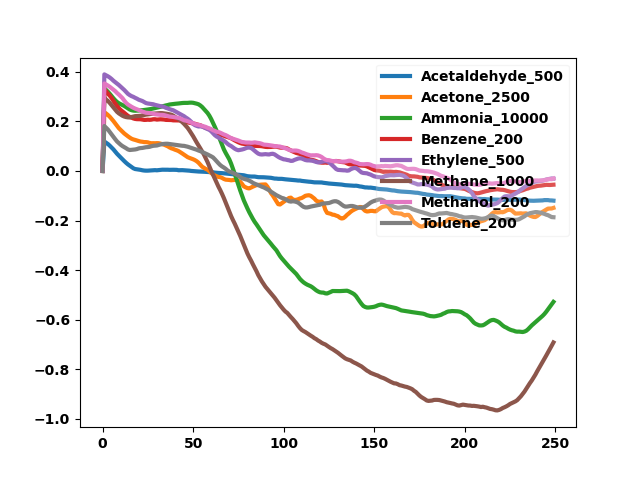 0.4
0.2
0.0
−0.2
−0.4
−0.6
−0.8
−1.0
0
50
100
150
200
250
Acetaldehyde_500
Acetone_2500
Ammonia_10000
Benzene_200
Ethylene_500
Methane_1000
Methanol_200
Toluene_200